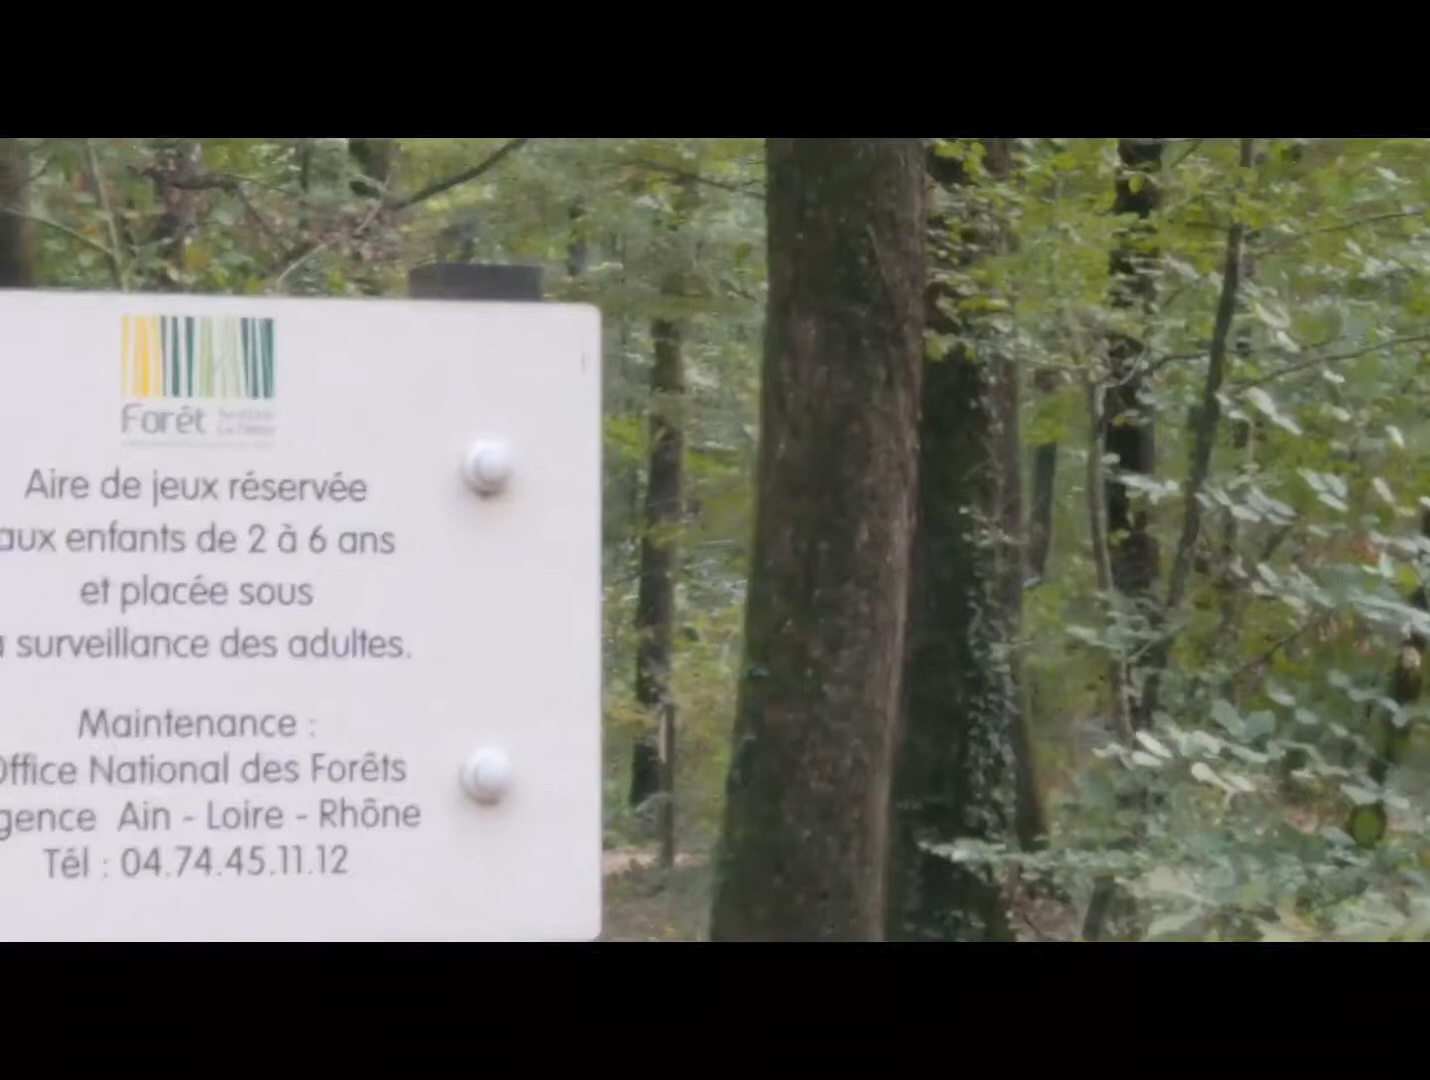 Forêt
Aire de jeux réservée
aux enfants de 2 à 6 ans
et placée sous
surveillance des adultes.
Maintenance :
Office National des Forêts
gence Ain - Loire - Rhône
Tél : 04.74.45.11.12